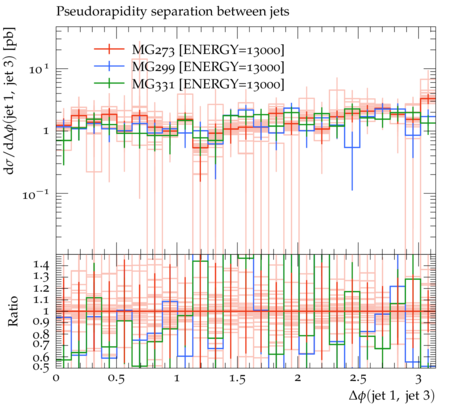 Pseudorapidity separation between jets
dσ/dΔϕ(jet 1, jet 3) [pb]
MG273 [ENERGY=13000]
MG299 [ENERGY=13000]
MG331 [ENERGY=13000]
10¹
1
10⁻¹
Ratio
1.4
1.3
1.2
1.1
1
0.9
0.8
0.7
0.6
0.5
0 0.5 1 1.5 2 2.5 3
Δϕ(jet 1, jet 3)